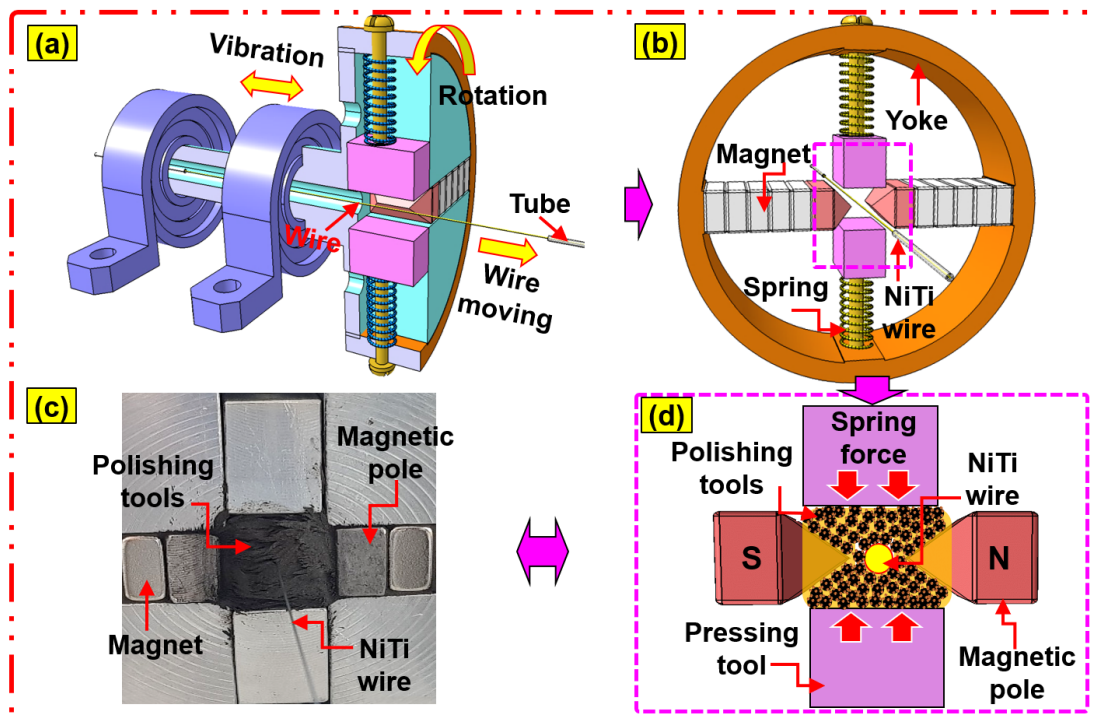 (a)
Vibration
Rotation
Wire
Tube
Wire
moving
(b)
Yoke
Magnet
Spring
NiTi
wire
(c)
Polishing
tools
Magnetic
pole
Magnet
NiTi
wire
(d)
Spring
force
Polishing
tools
NiTi
wire
S
N
Pressing
tool
Magnetic
pole